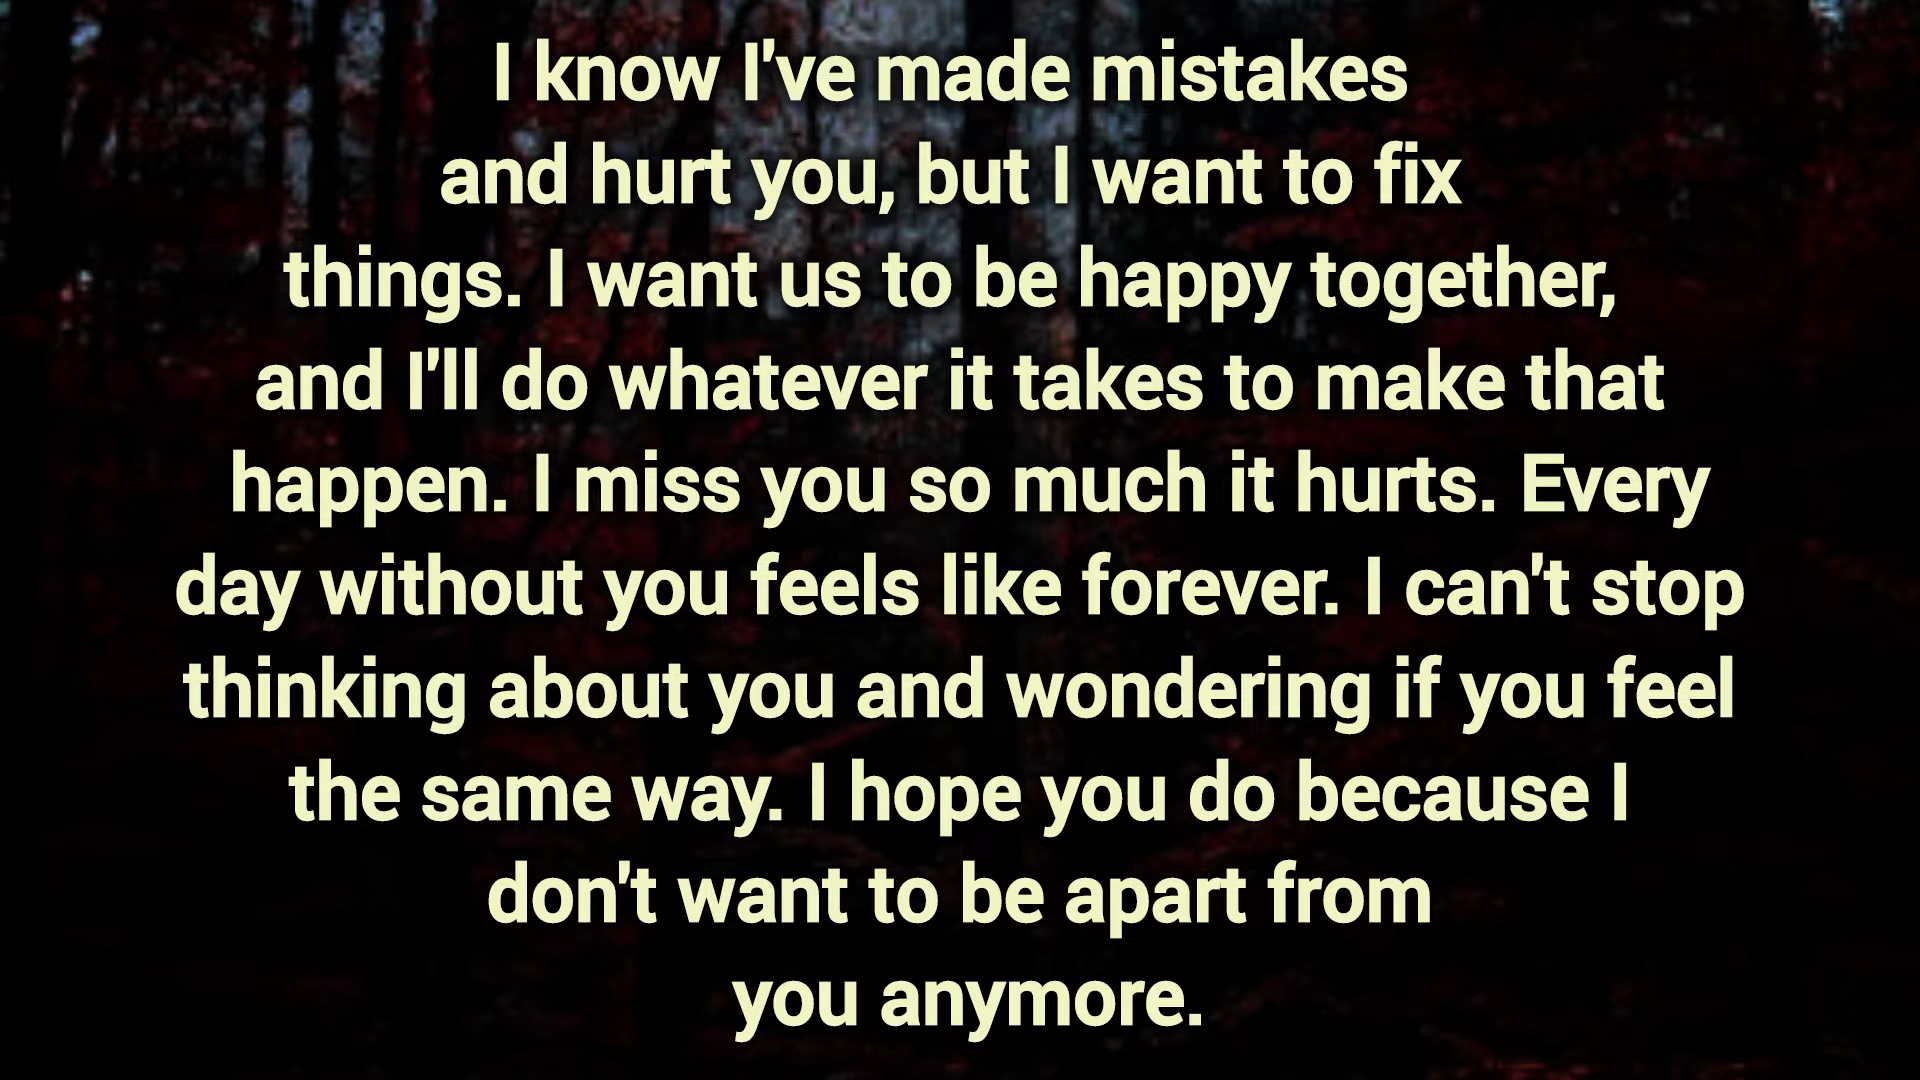 I know I've made mistakes
and hurt you, but I want to fix
things. I want us to be happy together,
and I'll do whatever it takes to make that
happen. I miss you so much it hurts. Every
day without you feels like forever. I can't stop
thinking about you and wondering if you feel
the same way. I hope you do because I
don't want to be apart from
you anymore.